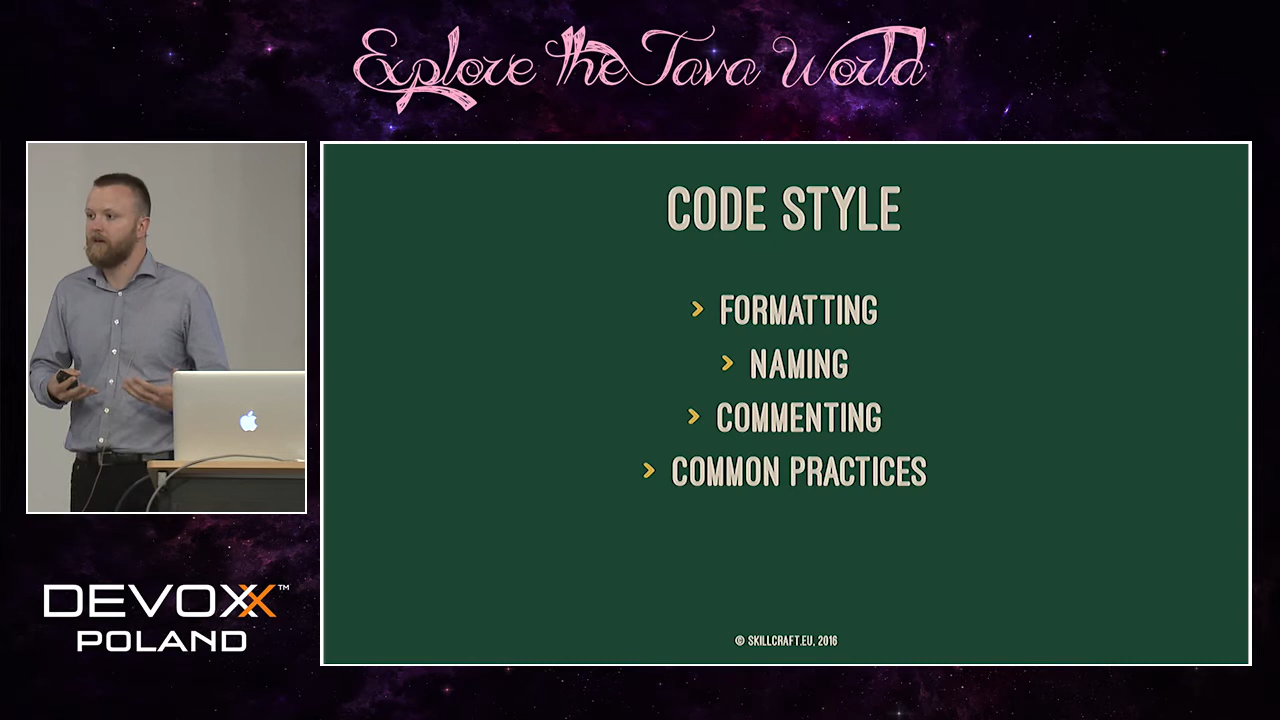 Explore the Java World
CODE STYLE
> FORMATTING
> NAMING
> COMMENTING
> COMMON PRACTICES
© SKILLCRAFT.EU, 2016
DEVOXX™
POLAND